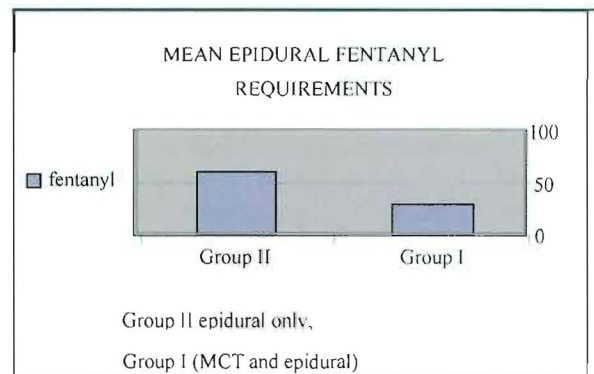 MEAN EPIDURAL FENTANYL
REQUIREMENTS
100
50
0
fentanyl
Group II
Group I
Group II epidural only,
Group I (MCT and epidural)